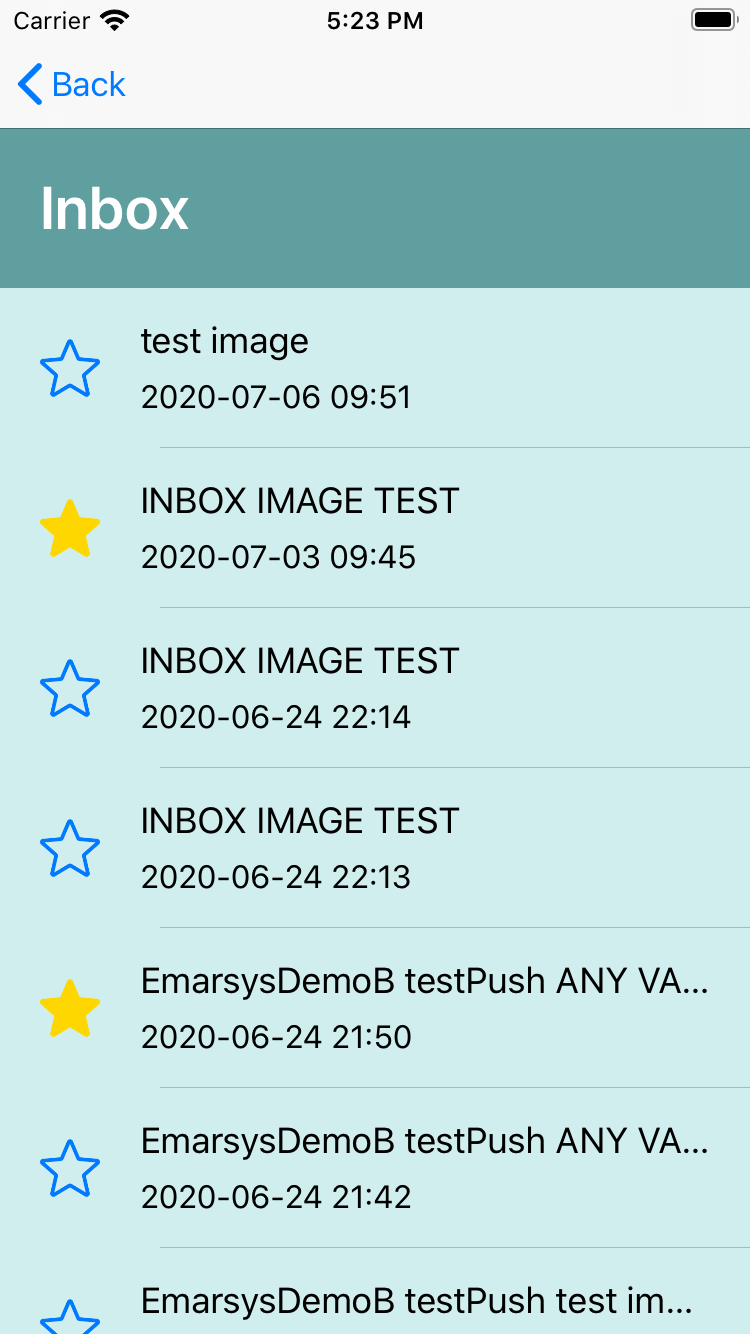 Carrier 5:23 PM
Back
Inbox
test image
2020-07-06 09:51
INBOX IMAGE TEST
2020-07-03 09:45
INBOX IMAGE TEST
2020-06-24 22:14
INBOX IMAGE TEST
2020-06-24 22:13
EmarsysDemoB testPush ANY VA...
2020-06-24 21:50
EmarsysDemoB testPush ANY VA...
2020-06-24 21:42
EmarsysDemoB testPush test im...